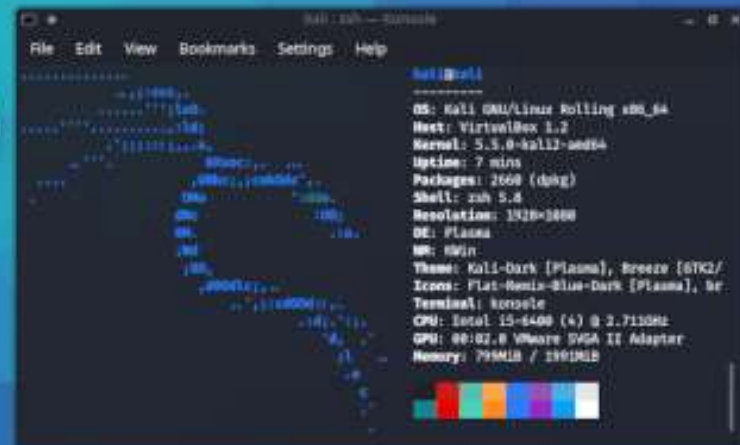 kali : zsh — Konsole
File Edit View Bookmarks Settings Help
kali@kali
---------
OS: Kali GNU/Linux Rolling x86_64
Host: VirtualBox 1.2
Kernel: 5.5.0-kali2-amd64
Uptime: 7 mins
Packages: 2660 (dpkg)
Shell: zsh 5.8
Resolution: 1920×1080
DE: Plasma
WM: KWin
Theme: Kali-Dark [Plasma], Breeze [GTK2/
Icons: Flat-Remix-Blue-Dark [Plasma], br
Terminal: konsole
CPU: Intel i5-6400 (4) @ 2.711GHz
GPU: 00:02.0 VMware SVGA II Adapter
Memory: 799MiB / 1991MiB